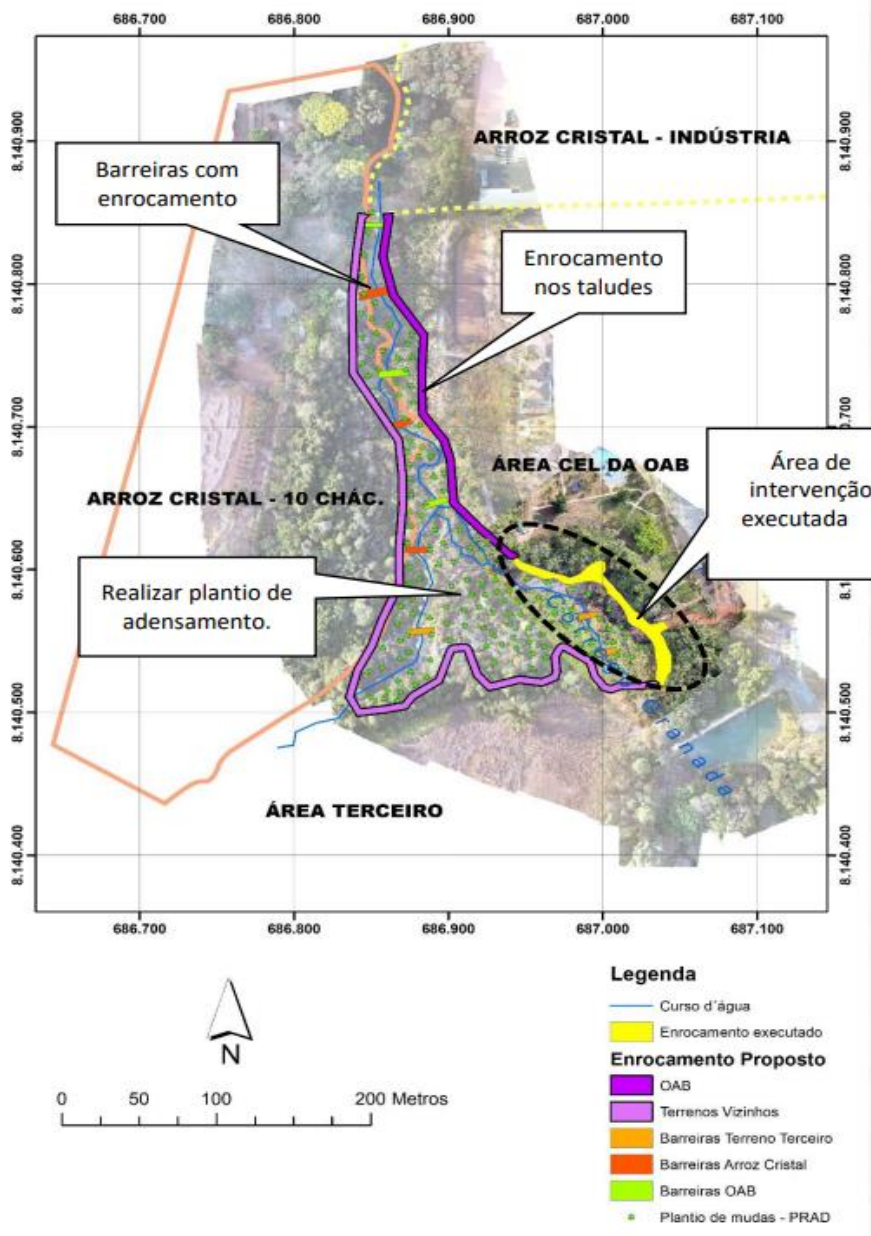 686.700 686.800 686.900 687.000 687.100
8.140.900
8.140.800
8.140.700
8.140.600
8.140.500
8.140.400
ARROZ CRISTAL - INDÚSTRIA
Barreiras com
enrocamento
Enrocamento
nos taludes
ÁREA CEL DA OAB
Área de
intervenção
executada
ARROZ CRISTAL - 10 CHÁC.
Realizar plantio de
adensamento.
Granada
ÁREA TERCEIRO
8.140.900
8.140.800
8.140.700
8.140.500
8.140.400
686.700 686.800 686.900 687.000 687.100
N
0 50 100 200 Metros
Legenda
Curso d´água
Enrocamento executado
Enrocamento Proposto
OAB
Terrenos Vizinhos
Barreiras Terreno Terceiro
Barreiras Arroz Cristal
Barreiras OAB
Plantio de mudas - PRAD